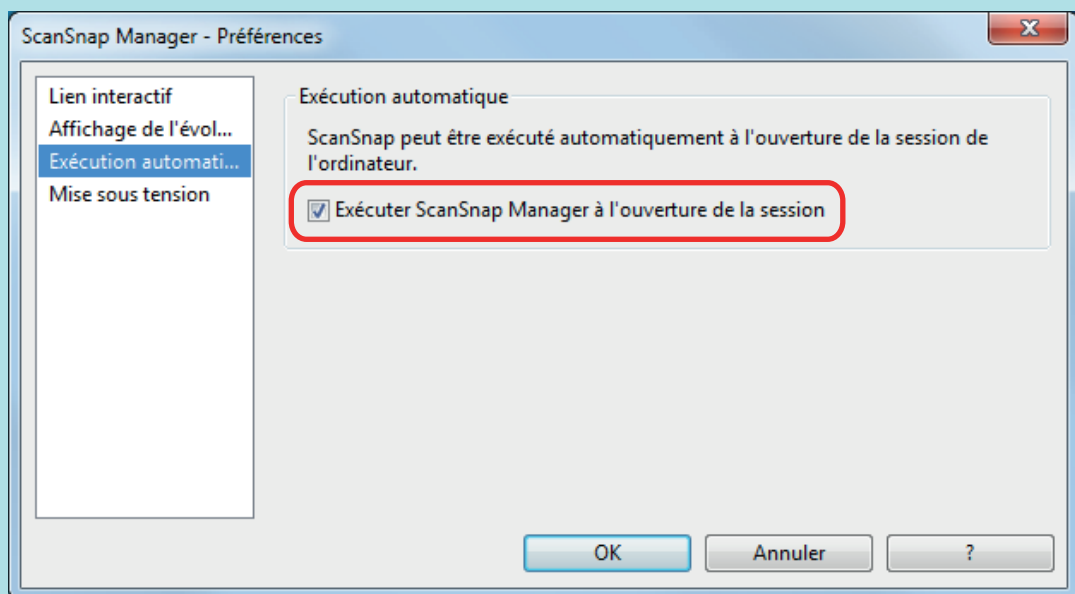 ScanSnap Manager - Préférences
Lien interactif
Affichage de l'évol...
Exécution automati...
Mise sous tension
Exécution automatique
ScanSnap peut être exécuté automatiquement à l'ouverture de la session de
l'ordinateur.
Exécuter ScanSnap Manager à l'ouverture de la session
OK
Annuler
?